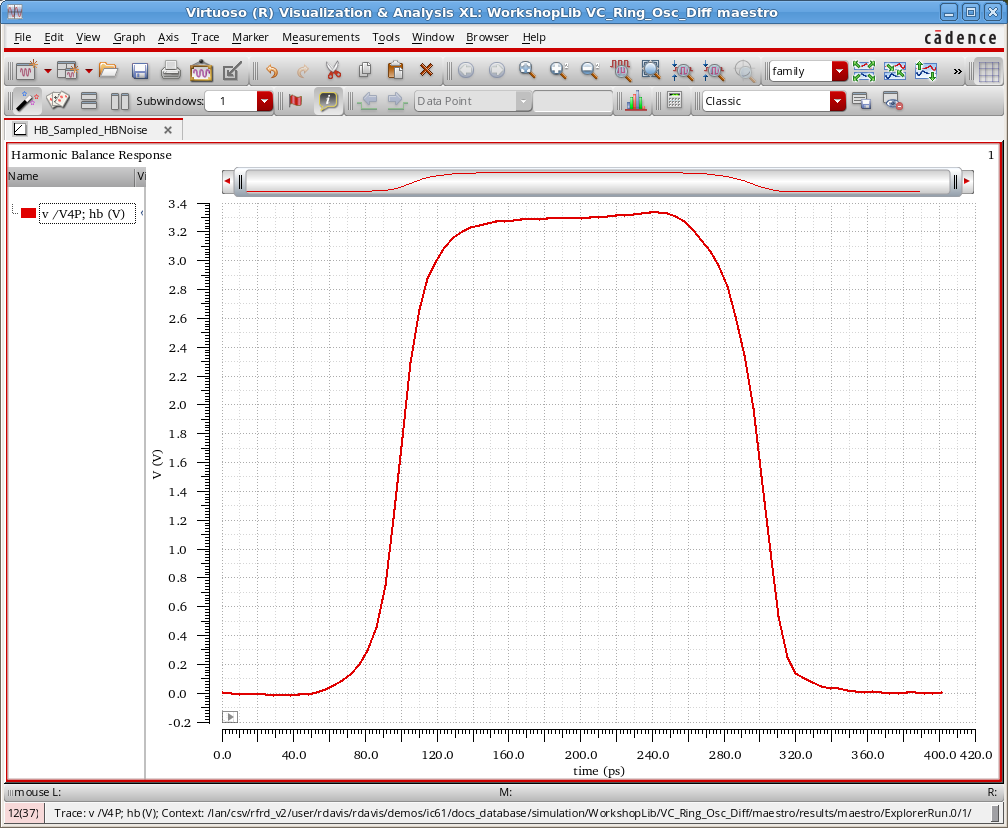 Virtuoso (R) Visualization & Analysis XL: WorkshopLib VC_Ring_Osc_Diff maestro
File Edit View Graph Axis Trace Marker Measurements Tools Window Browser Help
cādence
family
»
Subwindows: 1
Data Point
Classic
HB_Sampled_HBNoise
Harmonic Balance Response
1
Name Vi
v /V4P; hb (V)
3.4
3.2
3.0
2.8
2.6
2.4
2.2
2.0
1.8
1.6
1.4
1.2
1.0
0.8
0.6
0.4
0.2
0.0
-0.2
V (V)
0.0 40.0 80.0 120.0 160.0 200.0 240.0 280.0 320.0 360.0 400.0 420.0
time (ps)
mouse L: M: R:
12(37) Trace: v /V4P; hb (V); Context: /lan/csv/rfrd_v2/user/rdavis/rdavis/demos/ic61/docs_database/simulation/WorkshopLib/VC_Ring_Osc_Diff/maestro/results/maestro/ExplorerRun.0/1/